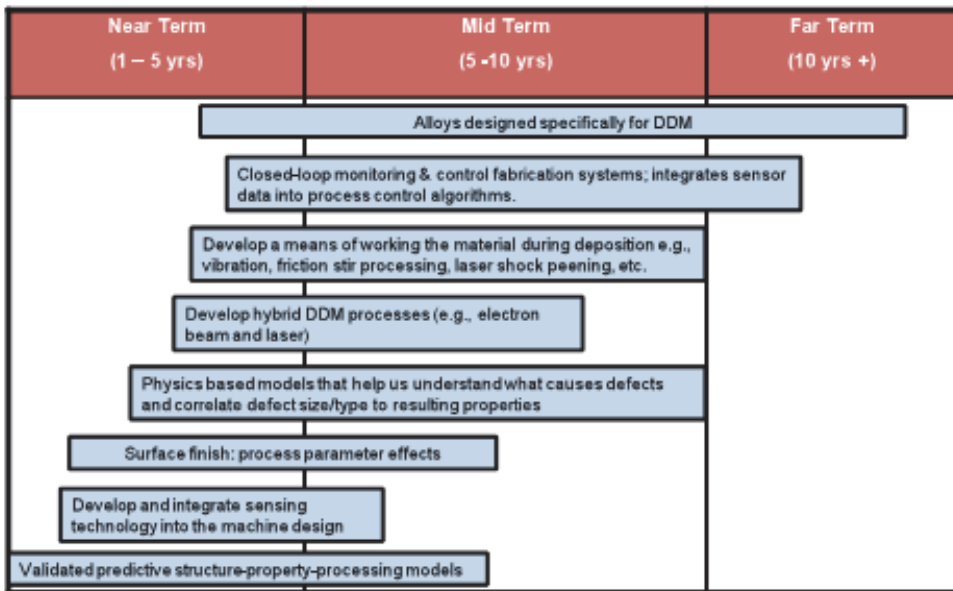 Near Term
(1 – 5 yrs)
Mid Term
(5 -10 yrs)
Far Term
(10 yrs +)
Alloys designed specifically for DDM
Closed-loop monitoring & control fabrication systems; integrates sensor
data into process control algorithms.
Develop a means of working the material during deposition e.g.,
vibration, friction stir processing, laser shock peening, etc.
Develop hybrid DDM processes (e.g., electron
beam and laser)
Physics based models that help us understand what causes defects
and correlate defect size/type to resulting properties
Surface finish: process parameter effects
Develop and integrate sensing
technology into the machine design
Validated predictive structure-property-processing models